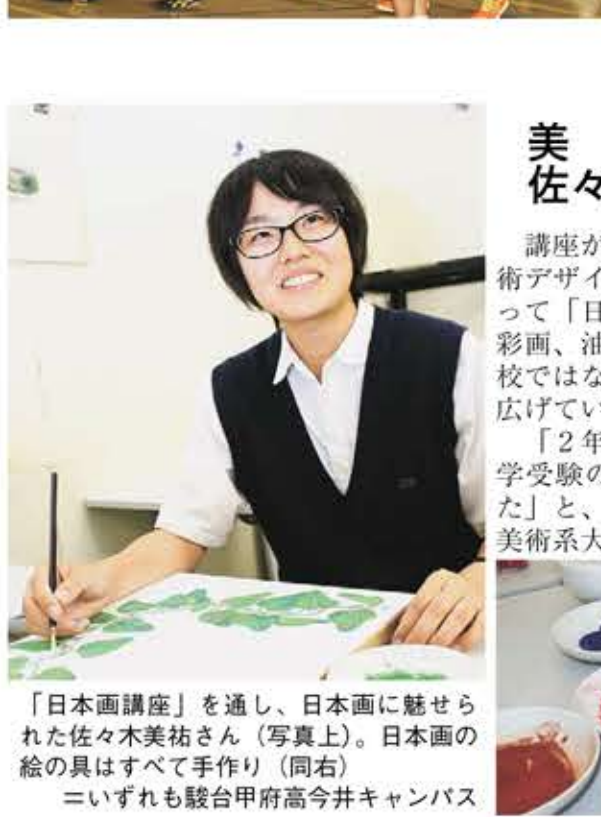 美
佐々
講座が
術デザイ
って「日
彩画、油
校ではな
広げてい
「2年
学受験の
た」と、
美術系大
「日本画講座」を通し、日本画に魅せら
れた佐々木美祐さん（写真上）。日本画の
絵の具はすべて手作り（同右）
＝いずれも駿台甲府高今井キャンパス